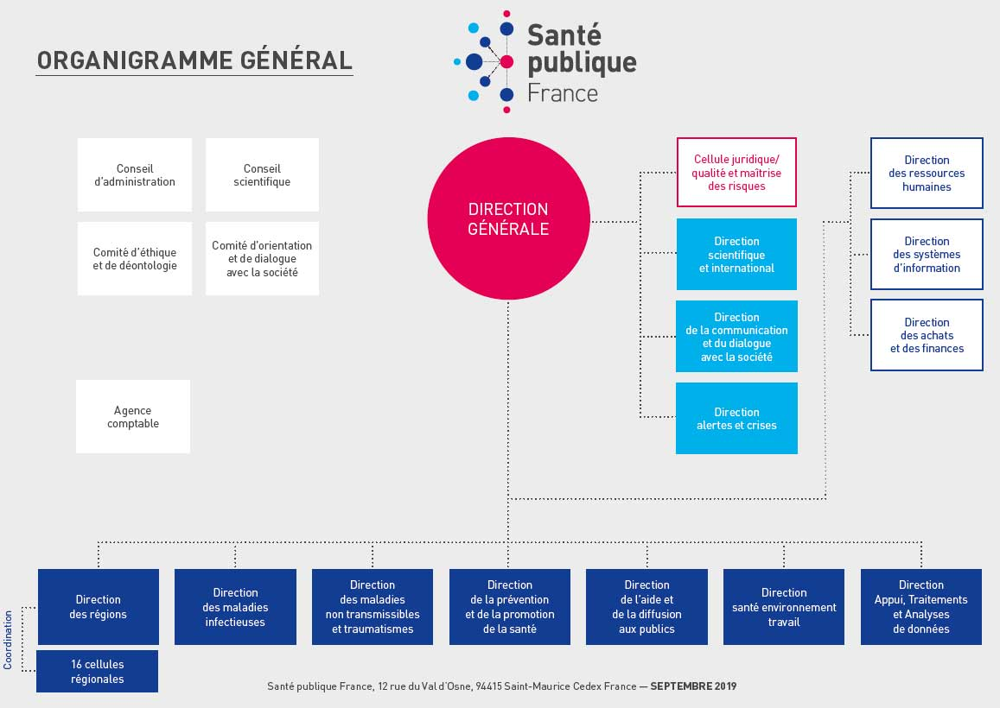 ORGANIGRAMME GÉNÉRAL
Santé
publique
France
Conseil
d'administration
Conseil
scientifique
Comité d'éthique
et de déontologie
Comité d'orientation
et de dialogue
avec la société
Agence
comptable
DIRECTION
GÉNÉRALE
Cellule juridique/
qualité et maîtrise
des risques
Direction
scientifique
et international
Direction
de la communication
et du dialogue
avec la société
Direction
alertes et crises
Direction
des ressources
humaines
Direction
des systèmes
d'information
Direction
des achats
et des finances
Direction
des régions
Coordination
16 cellules
régionales
Direction
des maladies
infectieuses
Direction
des maladies
non transmissibles
et traumatismes
Direction
de la prévention
et de la promotion
de la santé
Direction
de l'aide et
de la diffusion
aux publics
Direction
santé environnement
travail
Direction
Appui, Traitements
et Analyses
de données
Santé publique France, 12 rue du Val d'Osne, 94415 Saint-Maurice Cedex France — SEPTEMBRE 2019